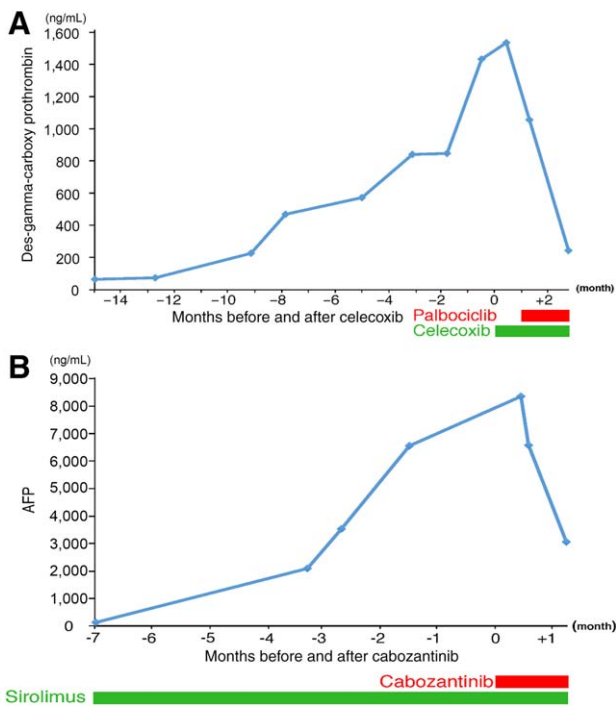 A
(ng/mL)
Des-gamma-carboxy prothrombin
1,600
1,400
1,200
1,000
800
600
400
200
0
−14 −12 −10 −8 −6 −4 −2 0 +2 (month)
Months before and after celecoxib
Palbociclib
Celecoxib
B
(ng/mL)
AFP
9,000
8,000
7,000
6,000
5,000
4,000
3,000
2,000
1,000
0
-7 -6 -5 -4 -3 -2 -1 0 +1 (month)
Months before and after cabozantinib
Cabozantinib
Sirolimus